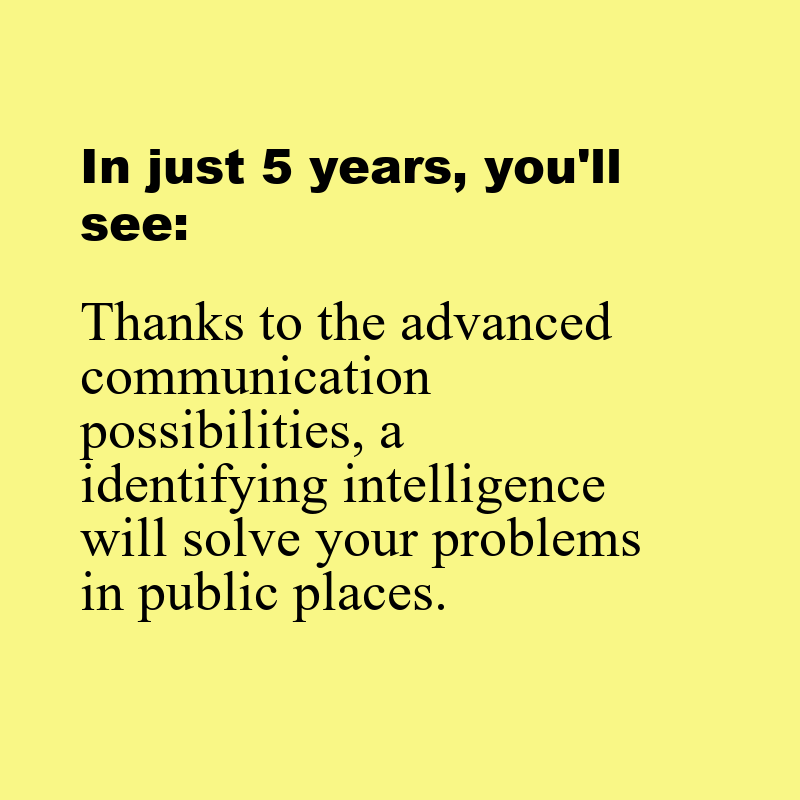 In just 5 years, you'll
see:
Thanks to the advanced
communication
possibilities, a
identifying intelligence
will solve your problems
in public places.